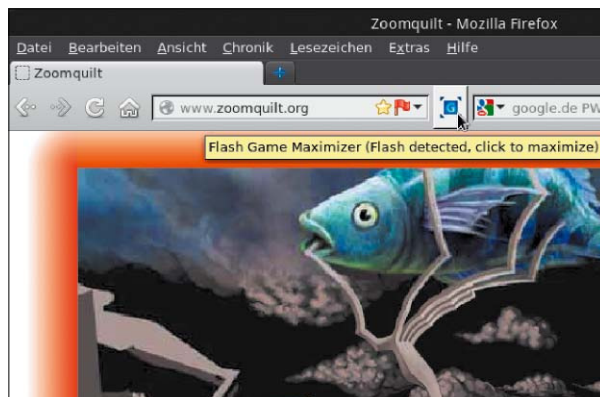 Zoomquilt - Mozilla Firefox
Datei Bearbeiten Ansicht Chronik Lesezeichen Extras Hilfe
Zoomquilt
www.zoomquilt.org G google.de PW
Flash Game Maximizer (Flash detected, click to maximize)